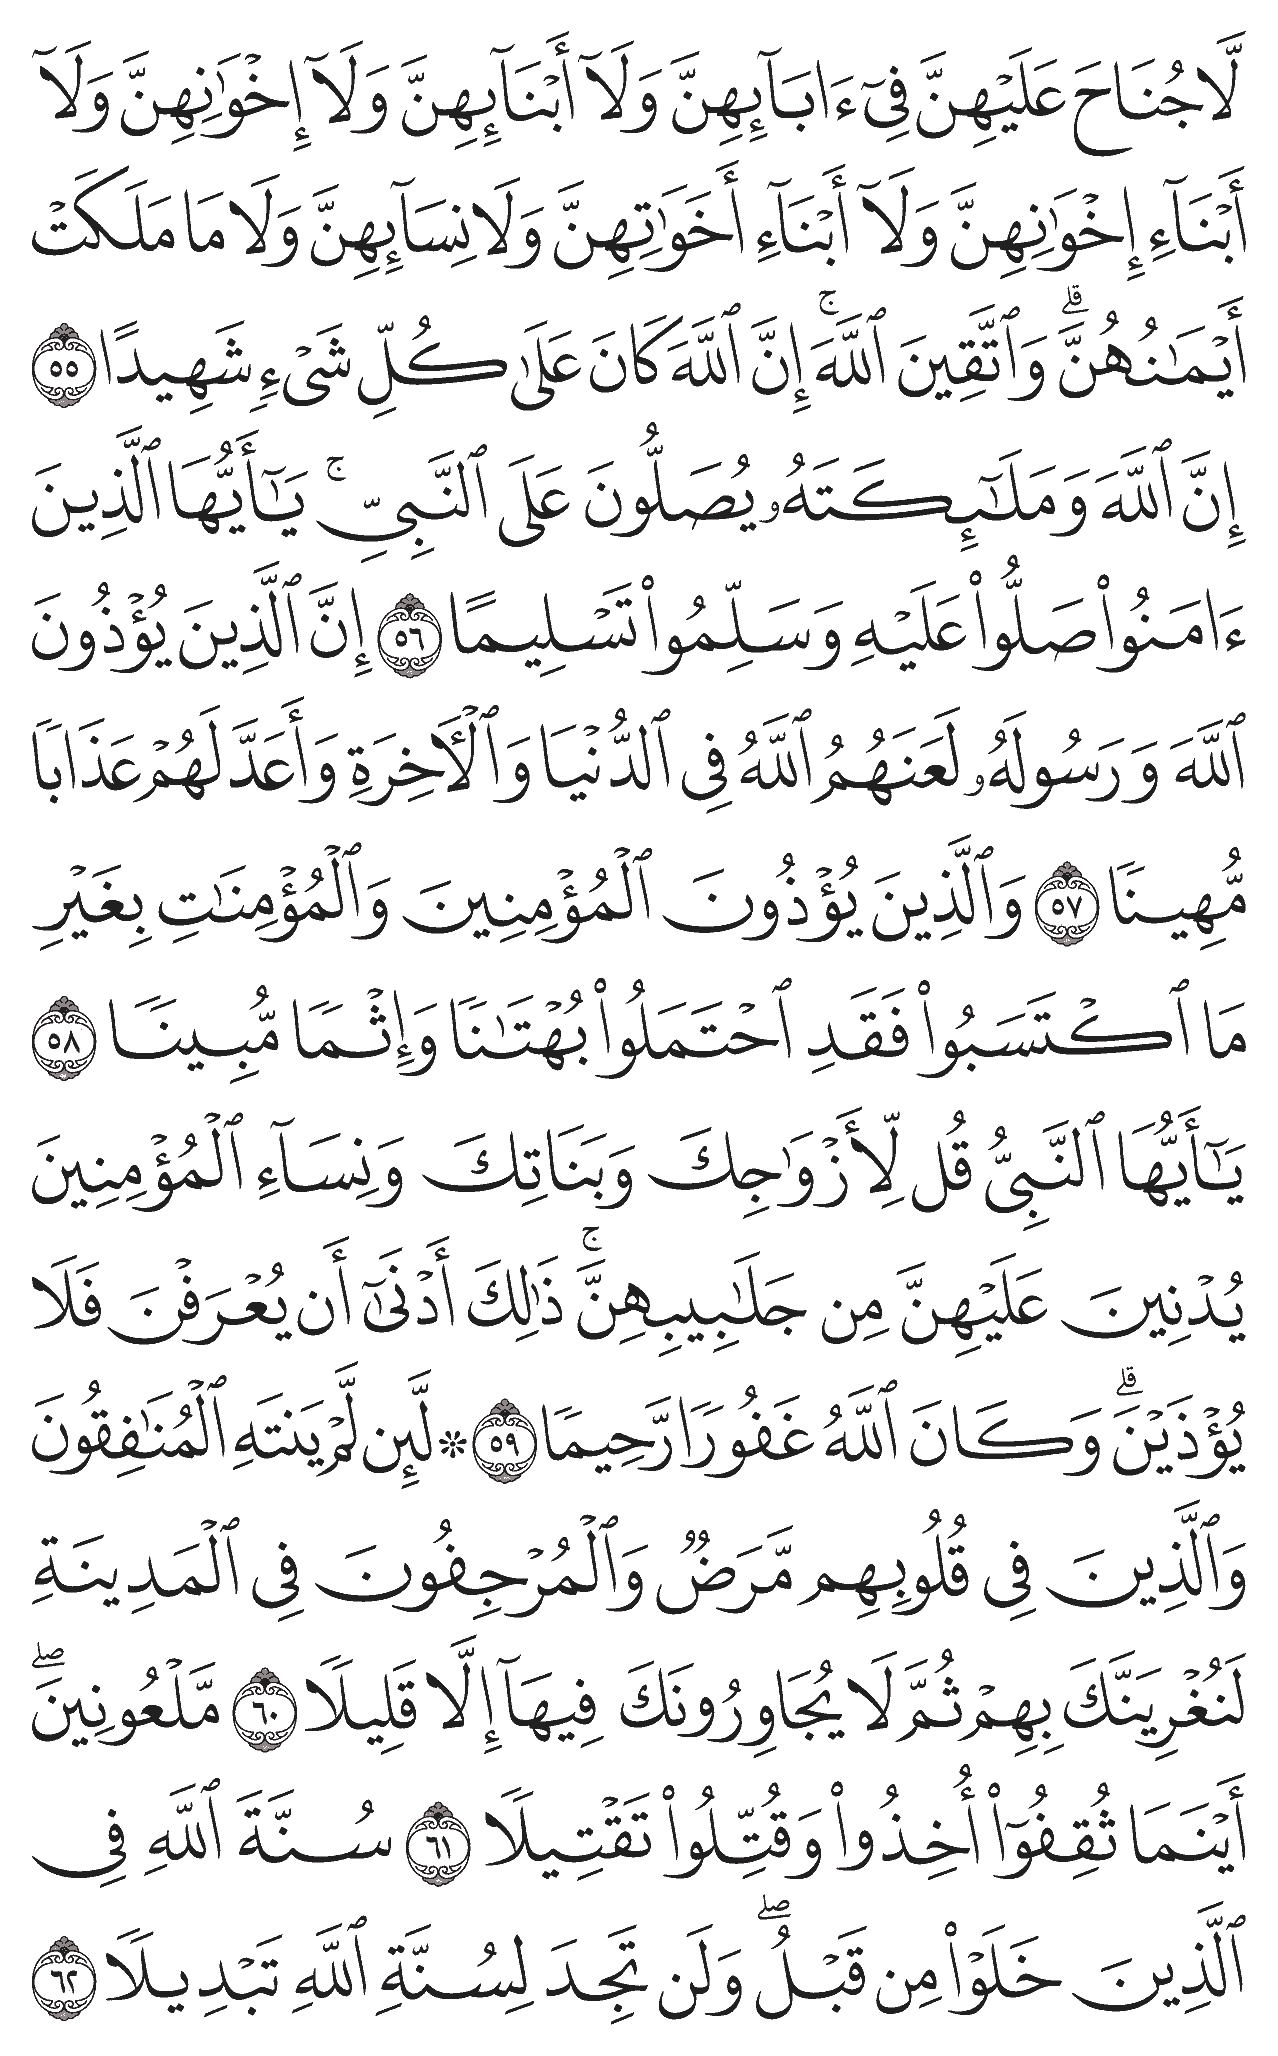 لَّا جُنَاحَ عَلَيۡهِنَّ فِيٓ ءَابَآئِهِنَّ وَلَآ أَبۡنَآئِهِنَّ وَلَآ إِخۡوَٰنِهِنَّ وَلَآ
أَبۡنَآءِ إِخۡوَٰنِهِنَّ وَلَآ أَبۡنَآءِ أَخَوَٰتِهِنَّ وَلَا نِسَآئِهِنَّ وَلَا مَا مَلَكَتۡ
أَيۡمَٰنُهُنَّۗ وَٱتَّقِينَ ٱللَّهَۚ إِنَّ ٱللَّهَ كَانَ عَلَىٰ كُلِّ شَيۡءٖ شَهِيدًا ٥٥
إِنَّ ٱللَّهَ وَمَلَٰٓئِكَتَهُۥ يُصَلُّونَ عَلَى ٱلنَّبِيِّۚ يَٰٓأَيُّهَا ٱلَّذِينَ
ءَامَنُواْ صَلُّواْ عَلَيۡهِ وَسَلِّمُواْ تَسۡلِيمًا ٥٦ إِنَّ ٱلَّذِينَ يُؤۡذُونَ
ٱللَّهَ وَرَسُولَهُۥ لَعَنَهُمُ ٱللَّهُ فِي ٱلدُّنۡيَا وَٱلۡأٓخِرَةِ وَأَعَدَّ لَهُمۡ عَذَابٗا
مُّهِينٗا ٥٧ وَٱلَّذِينَ يُؤۡذُونَ ٱلۡمُؤۡمِنِينَ وَٱلۡمُؤۡمِنَٰتِ بِغَيۡرِ
مَا ٱكۡتَسَبُواْ فَقَدِ ٱحۡتَمَلُواْ بُهۡتَٰنٗا وَإِثۡمٗا مُّبِينٗا ٥٨
يَٰٓأَيُّهَا ٱلنَّبِيُّ قُل لِّأَزۡوَٰجِكَ وَبَنَاتِكَ وَنِسَآءِ ٱلۡمُؤۡمِنِينَ
يُدۡنِينَ عَلَيۡهِنَّ مِن جَلَٰبِيبِهِنَّۚ ذَٰلِكَ أَدۡنَىٰٓ أَن يُعۡرَفۡنَ فَلَا
يُؤۡذَيۡنَۗ وَكَانَ ٱللَّهُ غَفُورٗا رَّحِيمٗا ٥٩ ۞ لَّئِن لَّمۡ يَنتَهِ ٱلۡمُنَٰفِقُونَ
وَٱلَّذِينَ فِي قُلُوبِهِم مَّرَضٞ وَٱلۡمُرۡجِفُونَ فِي ٱلۡمَدِينَةِ
لَنُغۡرِيَنَّكَ بِهِمۡ ثُمَّ لَا يُجَاوِرُونَكَ فِيهَآ إِلَّا قَلِيلٗا ٦٠ مَّلۡعُونِينَۖ
أَيۡنَمَا ثُقِفُوٓاْ أُخِذُواْ وَقُتِّلُواْ تَقۡتِيلٗا ٦١ سُنَّةَ ٱللَّهِ فِي
ٱلَّذِينَ خَلَوۡاْ مِن قَبۡلُۖ وَلَن تَجِدَ لِسُنَّةِ ٱللَّهِ تَبۡدِيلٗا ٦٢